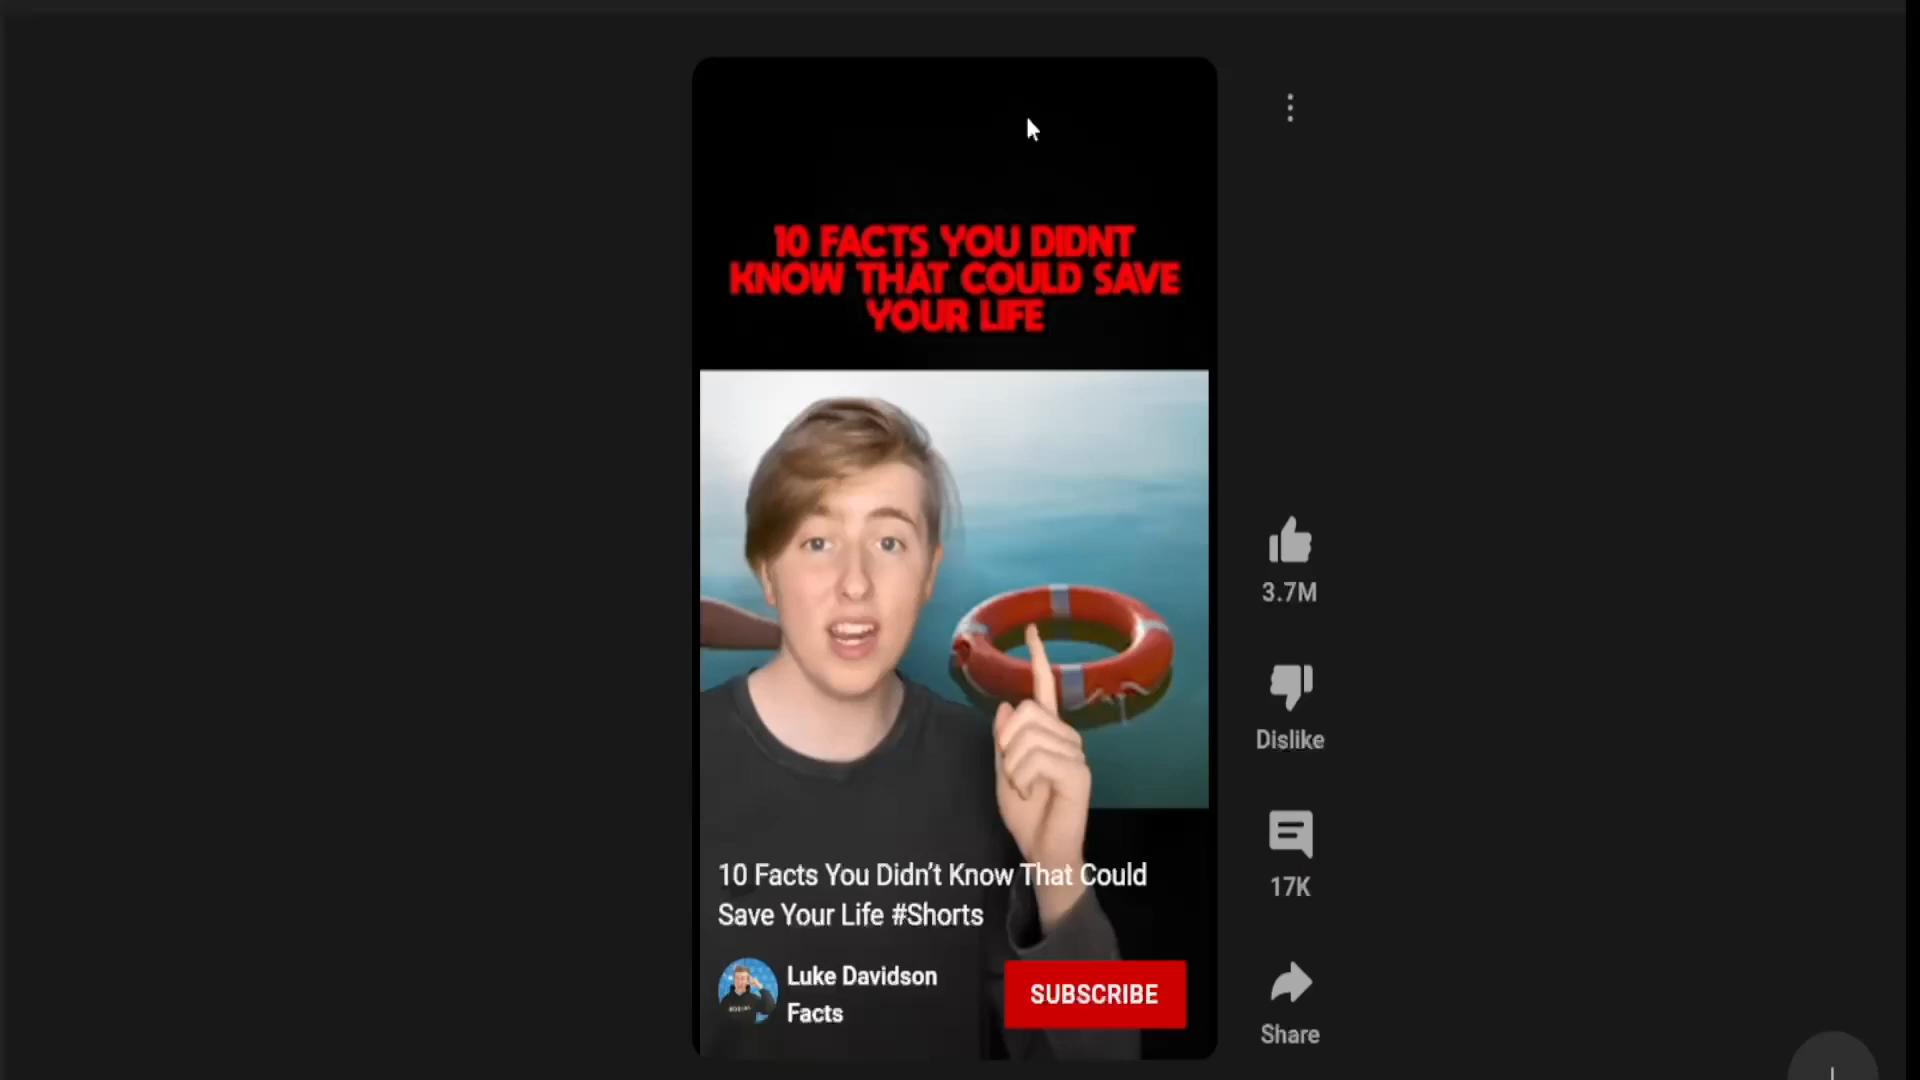 10 FACTS YOU DIDNT
KNOW THAT COULD SAVE
YOUR LIFE
3.7M
Dislike
10 Facts You Didn't Know That Could
Save Your Life #Shorts
17K
Luke Davidson
Facts
SUBSCRIBE
Share